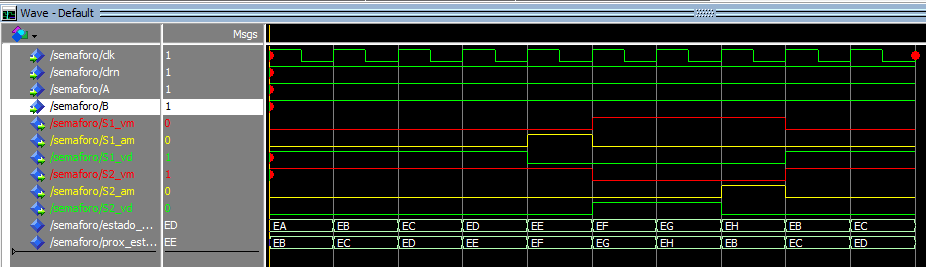 Wave - Default
Msgs
/semaforo/clk 1
/semaforo/clrn 1
/semaforo/A 1
/semaforo/B 1
/semaforo/S1_vm 0
/semaforo/S1_am 0
/semaforo/S1_vd 1
/semaforo/S2_vm 1
/semaforo/S2_am 0
/semaforo/S2_vd 0
/semaforo/estado_... ED EA EB EC ED EE EF EG EH EB EC
/semaforo/prox_est... EE EB EC ED EE EF EG EH EB EC ED